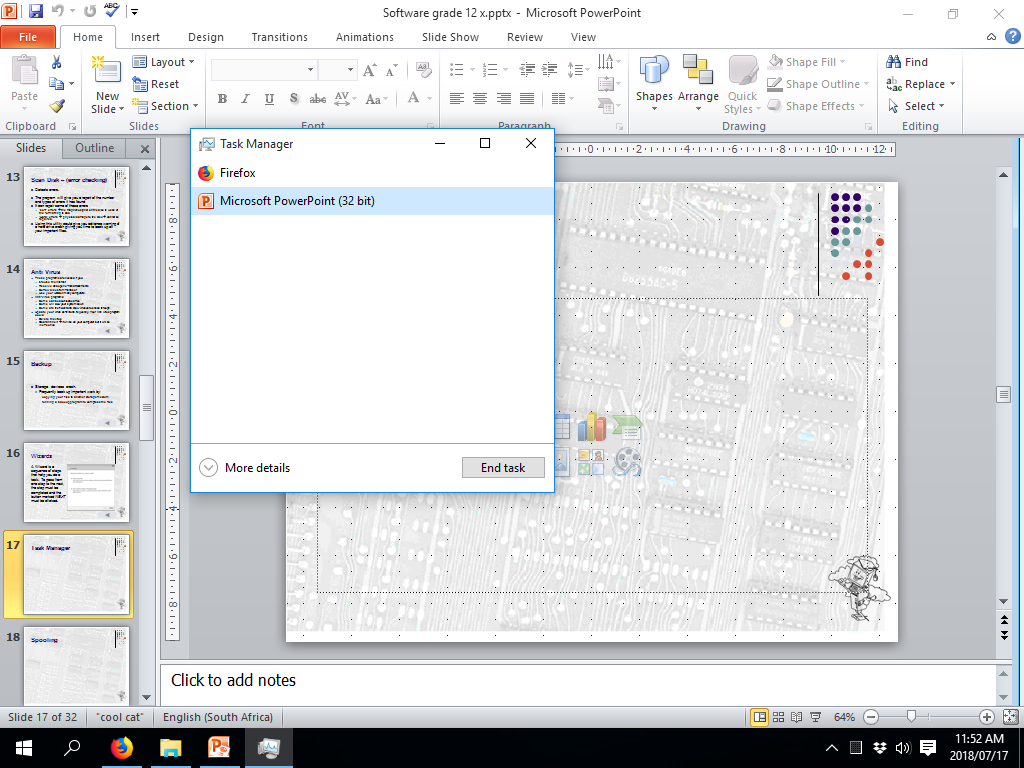 Software grade 12 x.pptx - Microsoft PowerPoint
File Home Insert Design Transitions Animations Slide Show Review View
Paste
Clipboard
New Slide
Layout
Reset
Section
Slides
B I U S abc AV Aa A
Font
Paragraph
Shapes
Arrange
Quick Styles
Shape Fill
Shape Outline
Shape Effects
Drawing
Find
Replace
Select
Editing
Slides Outline
Task Manager
Firefox
Microsoft PowerPoint (32 bit)
More details
End task
13
Scan Disk – (error checking)
14
Anti Virus
15
Backup
16
Wizards
17
Task Manager
18
Spooling
Click to add notes
Slide 17 of 32 "cool cat" English (South Africa) 64%
11:52 AM
2018/07/17